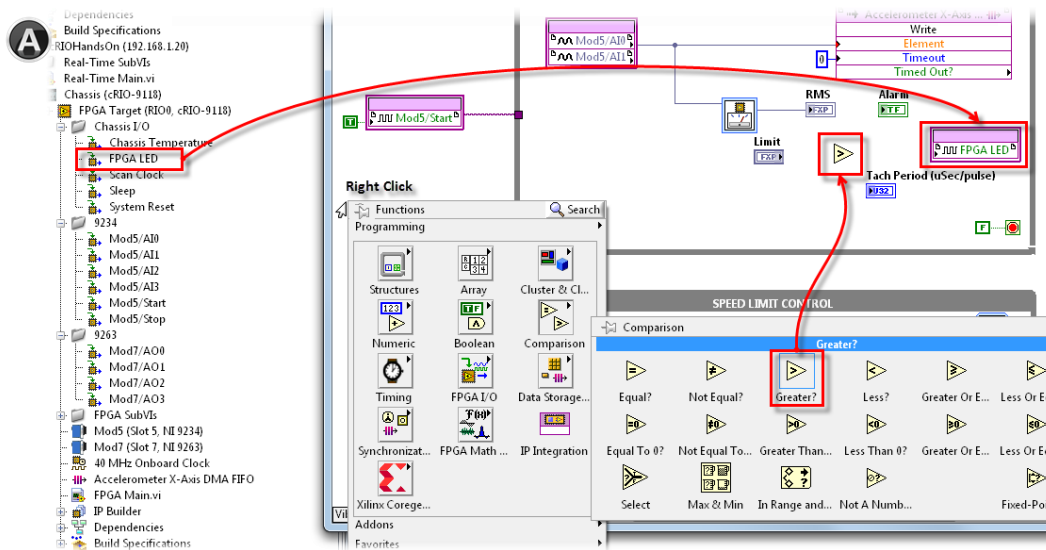 A
Dependencies
Build Specifications
RIOHandsOn (192.168.1.20)
Real-Time SubVIs
Real-Time Main.vi
Chassis (cRIO-9118)
FPGA Target (RIO0, cRIO-9118)
Chassis I/O
Chassis Temperature
FPGA LED
Scan Clock
Sleep
System Reset
9234
Mod5/AI0
Mod5/AI1
Mod5/AI2
Mod5/AI3
Mod5/Start
Mod5/Stop
9263
Mod7/AO0
Mod7/AO1
Mod7/AO2
Mod7/AO3
FPGA SubVIs
Mod5 (Slot 5, NI 9234)
Mod7 (Slot 7, NI 9263)
40 MHz Onboard Clock
Accelerometer X-Axis DMA FIFO
FPGA Main.vi
IP Builder
Dependencies
Build Specifications
Mod5/AI0
Mod5/AI1
Accelerometer X-Axis ...
Write
Element
0
Timeout
Timed Out?
T
Mod5/Start
RMS
FXP
Alarm
TF
Limit
FXP
FPGA LED
Tach Period (uSec/pulse)
U32
F
SPEED LIMIT CONTROL
Right Click
Functions
Search
Programming
Structures
Array
Cluster & Cl...
Numeric
Boolean
Comparison
Timing
FPGA I/O
Data Storage...
Synchronizat...
FPGA Math ...
IP Integration
Xilinx Corege...
Addons
Favorites
Comparison
Greater?
Equal?
Not Equal?
Greater?
Less?
Greater Or E...
Less Or E
Equal To 0?
Not Equal To...
Greater Than...
Less Than 0?
Greater Or E...
Less Or E
Select
Max & Min
In Range and...
Not A Numb...
Fixed-Poi